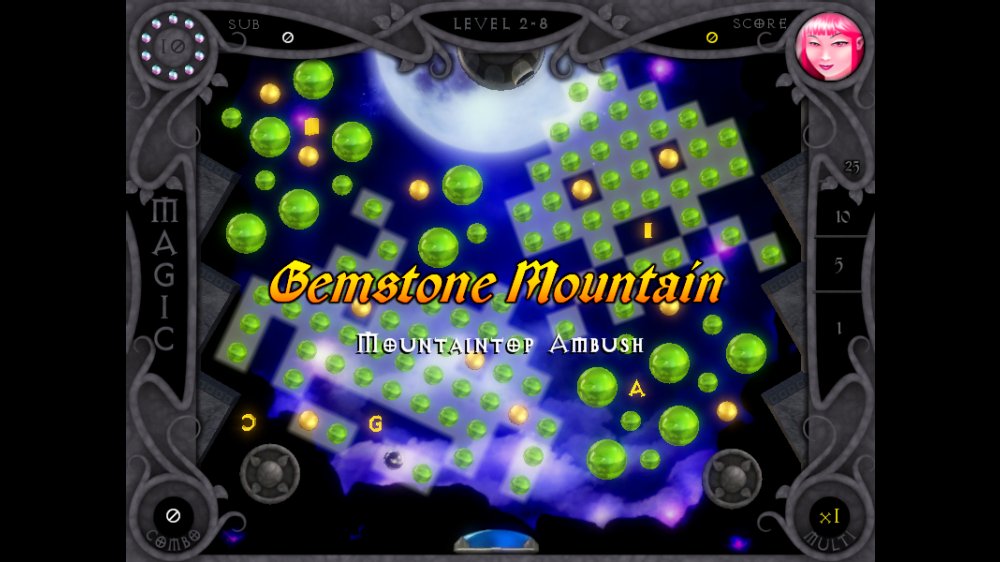 SUB 0
LEVEL 2-8
0 SCORE
10
25
10
5
1
MAGIC
Gemstone Mountain
Mountaintop Ambush
A
G
C
0
COMBO
x1
MULTI